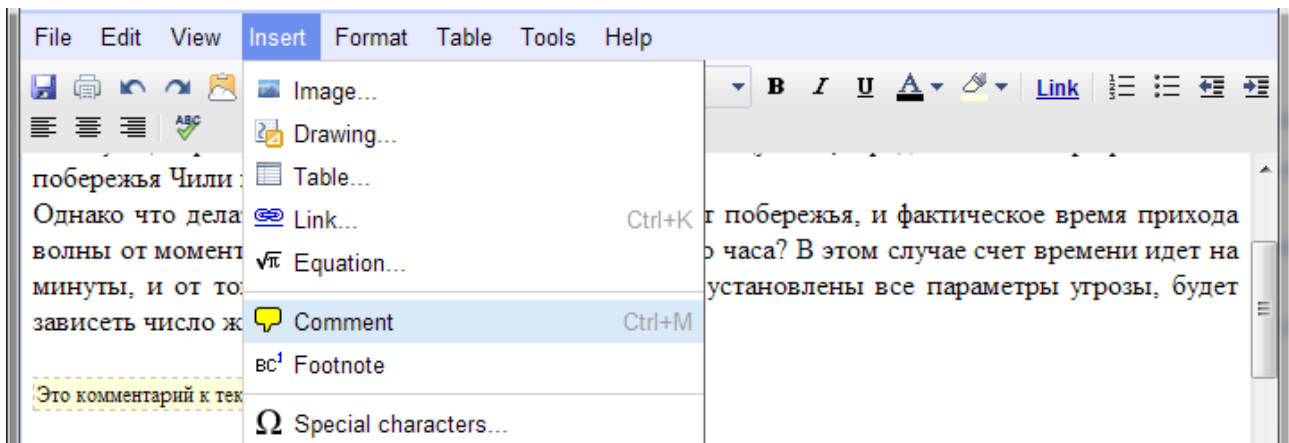 File Edit View Insert Format Table Tools Help
B I U A Link
ABC
Image...
Drawing...
Table...
Link... Ctrl+K
Equation...
Comment Ctrl+M
Footnote
Special characters...
побережья Чили
Однако что дела т побережья, и фактическое время прихода
волны от момент о часа? В этом случае счет времени идет на
минуты, и от то установлены все параметры угрозы, будет
зависеть число ж
Это комментарий к тек